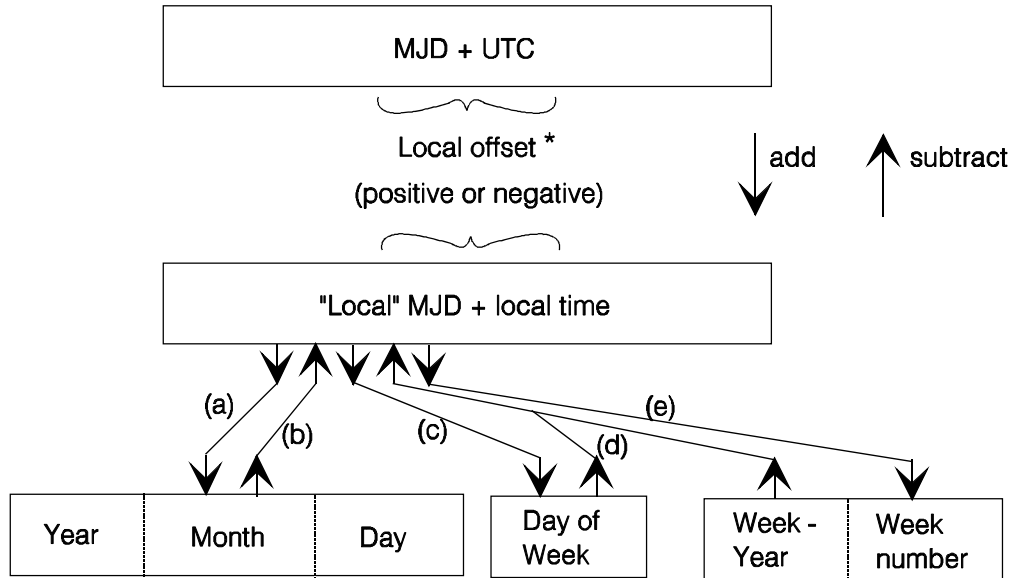 MJD + UTC
Local offset *
(positive or negative)
add
subtract
"Local" MJD + local time
(a)
(b)
(c)
(d)
(e)
Year
Month
Day
Day of
Week
Week -
Year
Week
number